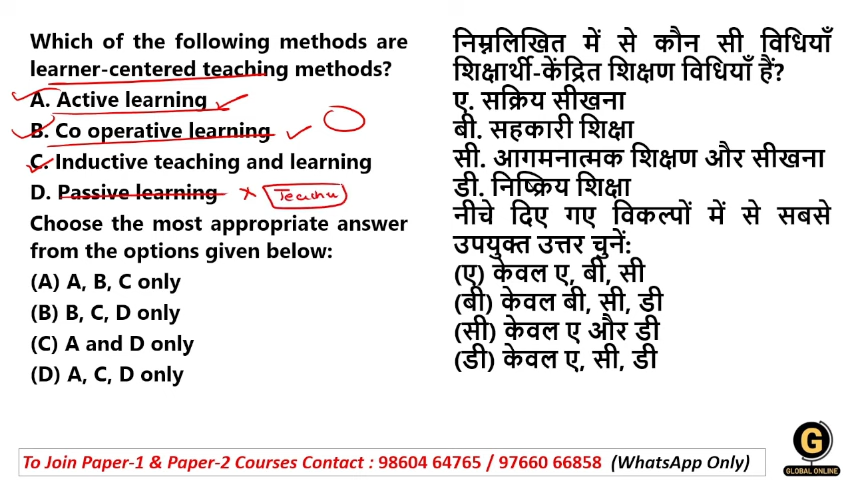 Which of the following methods are
learner-centered teaching methods?
A. Active learning
B. Co operative learning
C. Inductive teaching and learning
D. Passive learning
Teacher
Choose the most appropriate answer
from the options given below:
(A) A, B, C only
(B) B, C, D only
(C) A and D only
(D) A, C, D only
निम्नलिखित में से कौन सी विधियाँ
शिक्षार्थी-केंद्रित शिक्षण विधियाँ हैं?
ए. सक्रिय सीखना
बी. सहकारी शिक्षा
सी. आगमनात्मक शिक्षण और सीखना
डी. निष्क्रिय शिक्षा
नीचे दिए गए विकल्पों में से सबसे
उपयुक्त उत्तर चुनें:
(ए) केवल ए, बी, सी
(बी) केवल बी, सी, डी
(सी) केवल ए और डी
(डी) केवल ए, सी, डी
G
GLOBAL ONLINE
To Join Paper-1 & Paper-2 Courses Contact : 98604 64765 / 97660 66858 (WhatsApp Only)